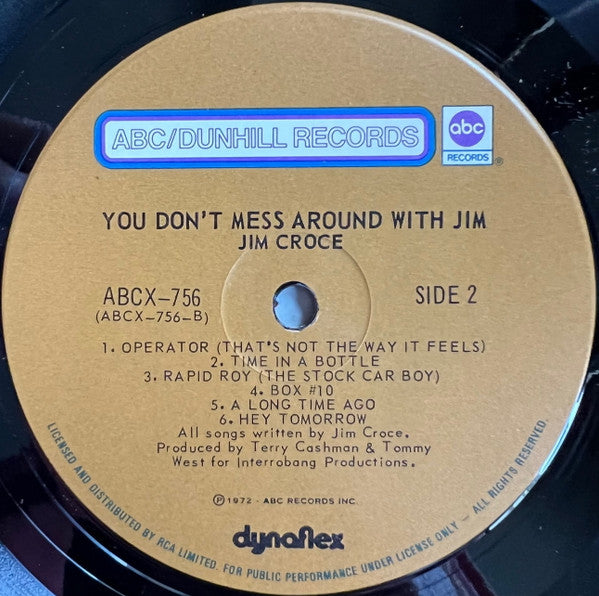 ABC/DUNHILL RECORDS
abc
RECORDS
®
YOU DON'T MESS AROUND WITH JIM
JIM CROCE
ABCX-756
(ABCX-756-B)
SIDE 2
1. OPERATOR (THAT'S NOT THE WAY IT FEELS)
2. TIME IN A BOTTLE
3. RAPID ROY (THE STOCK CAR BOY)
4. BOX #10
5. A LONG TIME AGO
6. HEY TOMORROW
All songs written by Jim Croce.
Produced by Terry Cashman & Tommy
West for Interrobang Productions.
℗1972 - ABC RECORDS INC.
dynaflex
LICENSED AND DISTRIBUTED BY RCA LIMITED. FOR PUBLIC PERFORMANCE UNDER LICENSE ONLY - ALL RIGHTS RESERVED.